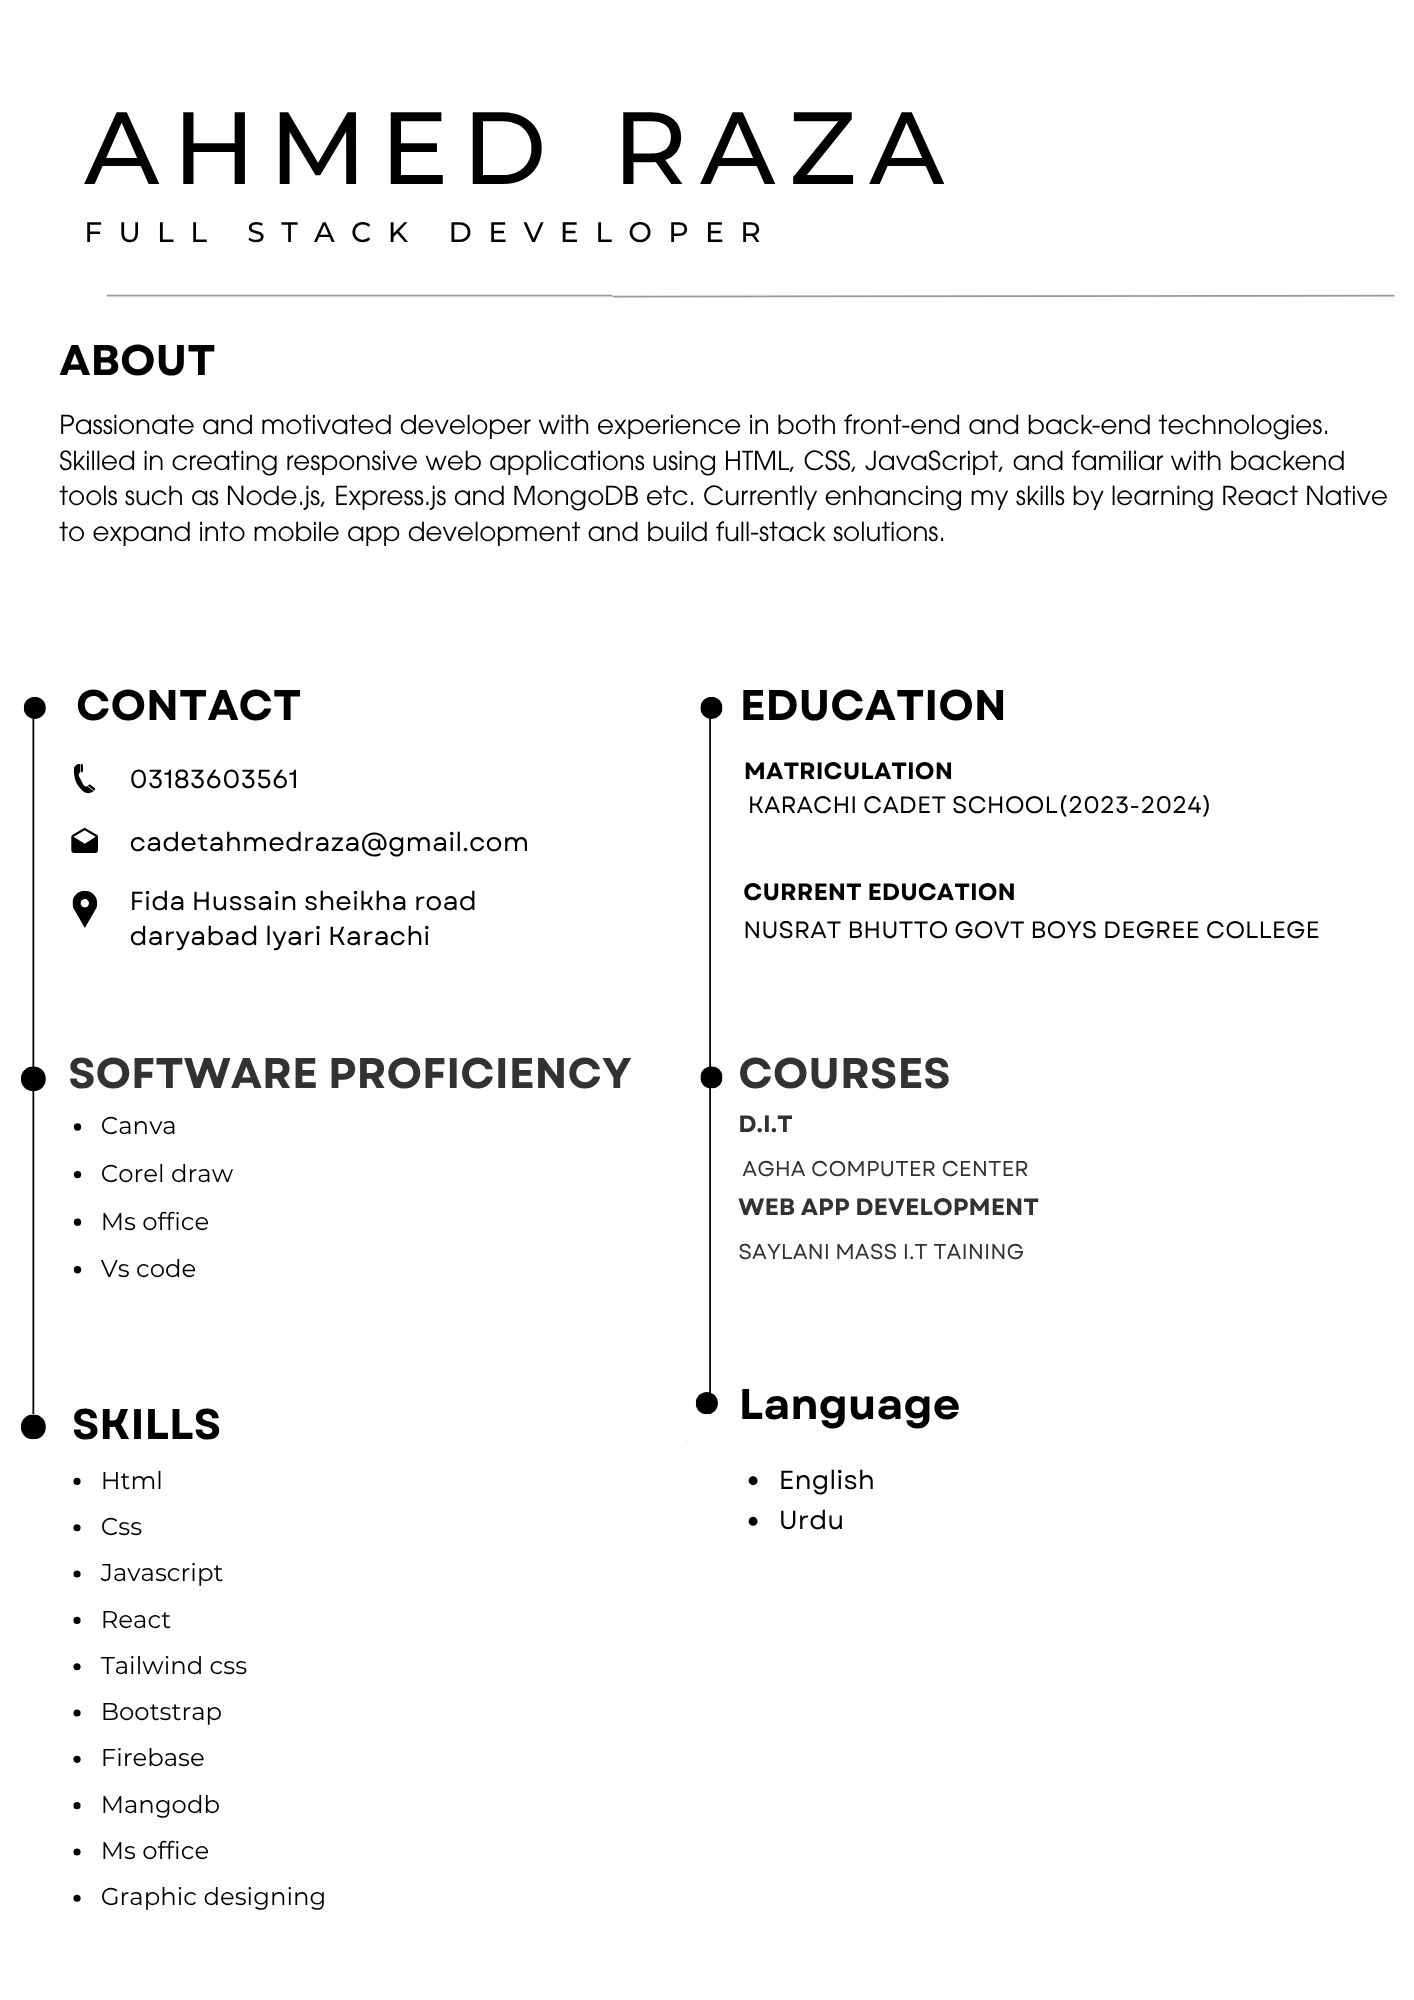 AHMED RAZA
FULL STACK DEVELOPER
ABOUT
Passionate and motivated developer with experience in both front-end and back-end technologies.
Skilled in creating responsive web applications using HTML, CSS, JavaScript, and familiar with backend
tools such as Node.js, Express.js and MongoDB etc. Currently enhancing my skills by learning React Native
to expand into mobile app development and build full-stack solutions.
CONTACT
03183603561
cadetahmedraza@gmail.com
Fida Hussain sheikha road
daryabad lyari Karachi
SOFTWARE PROFICIENCY
• Canva
• Corel draw
• Ms office
• Vs code
SKILLS
• Html
• Css
• Javascript
• React
• Tailwind css
• Bootstrap
• Firebase
• Mangodb
• Ms office
• Graphic designing
EDUCATION
MATRICULATION
KARACHI CADET SCHOOL(2023-2024)
CURRENT EDUCATION
NUSRAT BHUTTO GOVT BOYS DEGREE COLLEGE
COURSES
D.I.T
AGHA COMPUTER CENTER
WEB APP DEVELOPMENT
SAYLANI MASS I.T TAINING
Language
• English
• Urdu